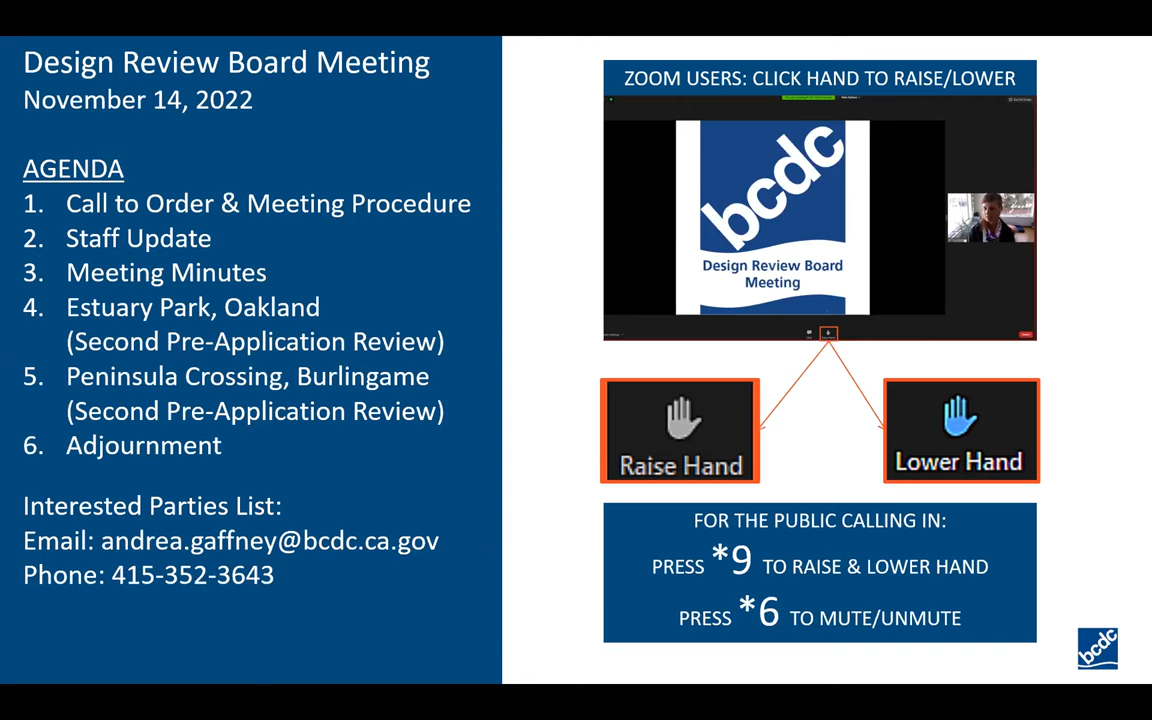 Design Review Board Meeting
November 14, 2022
AGENDA
1. Call to Order & Meeting Procedure
2. Staff Update
3. Meeting Minutes
4. Estuary Park, Oakland
(Second Pre-Application Review)
5. Peninsula Crossing, Burlingame
(Second Pre-Application Review)
6. Adjournment
Interested Parties List:
Email: andrea.gaffney@bcdc.ca.gov
Phone: 415-352-3643
ZOOM USERS: CLICK HAND TO RAISE/LOWER
bcdc
Design Review Board
Meeting
Raise Hand
Lower Hand
FOR THE PUBLIC CALLING IN:
PRESS *9 TO RAISE & LOWER HAND
PRESS *6 TO MUTE/UNMUTE
bcdc